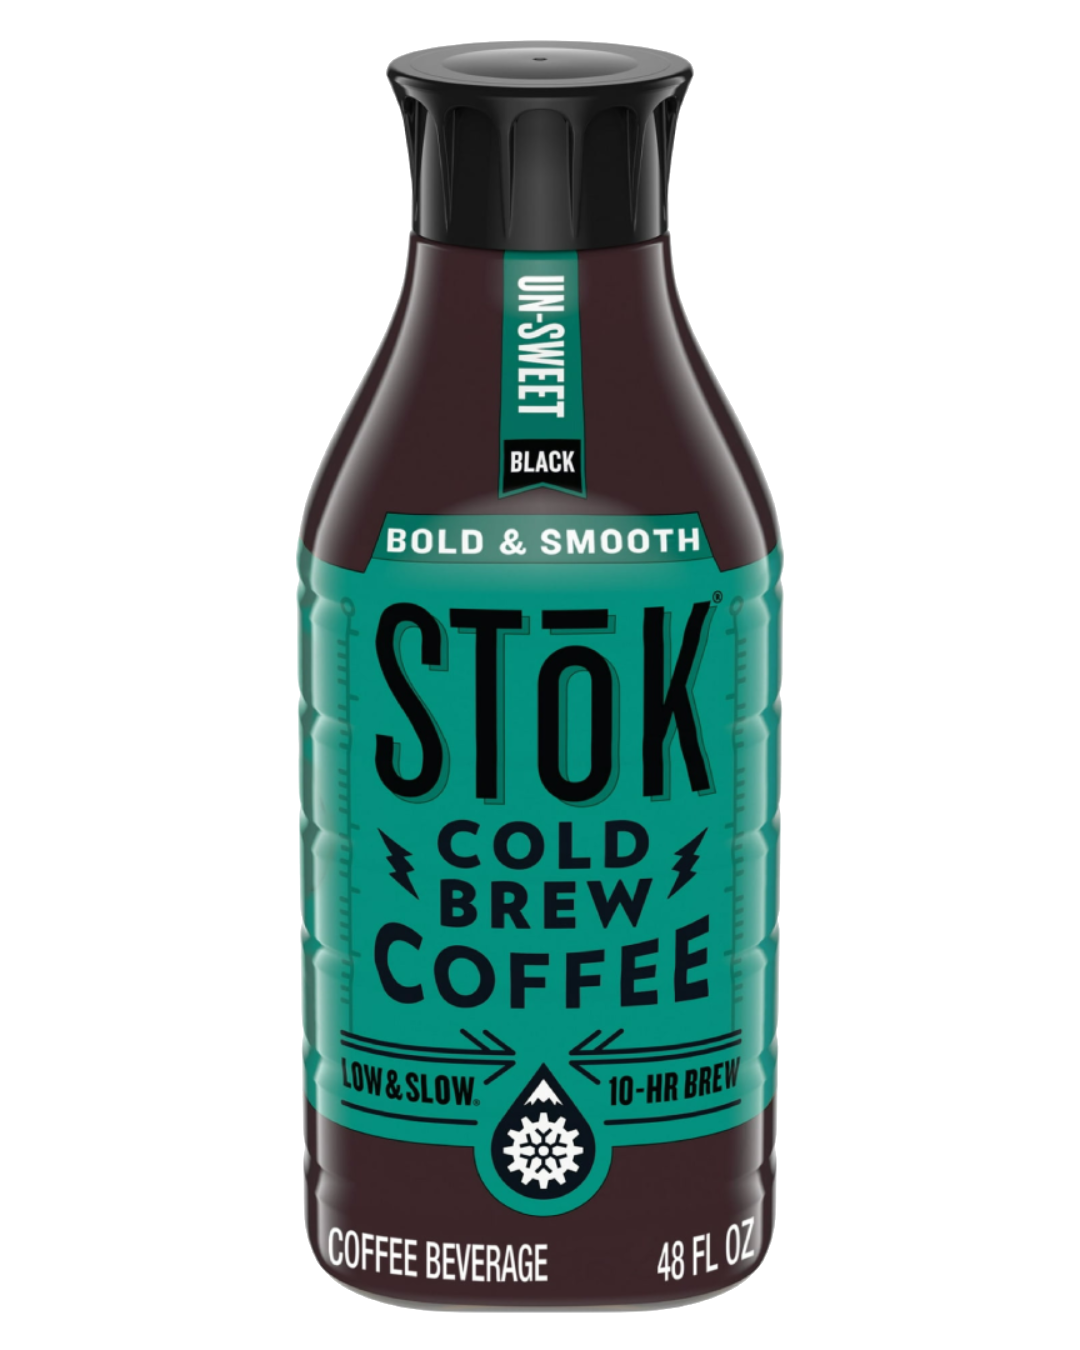 UN-SWEET
BLACK
BOLD & SMOOTH
STōK®
COLD
BREW
COFFEE
LOW & SLOW®
10-HR BREW
COFFEE BEVERAGE
48 FL OZ